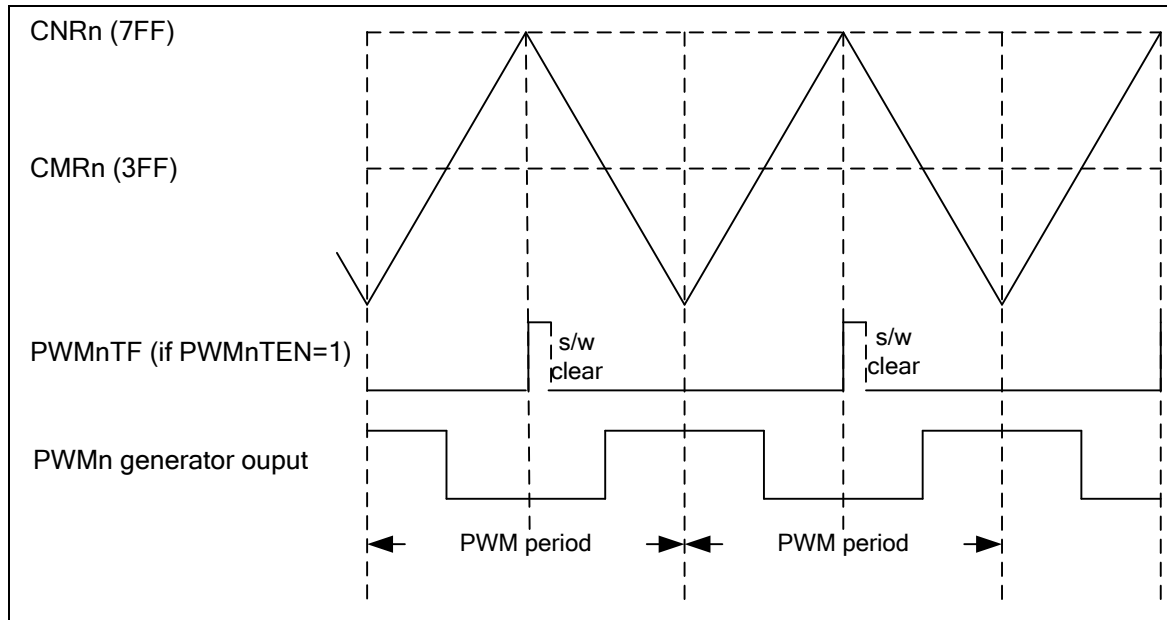 CNRn (7FF)
CMRn (3FF)
PWMnTF (if PWMnTEN=1)
s/w
clear
s/w
clear
PWMn generator ouput
PWM period
PWM period